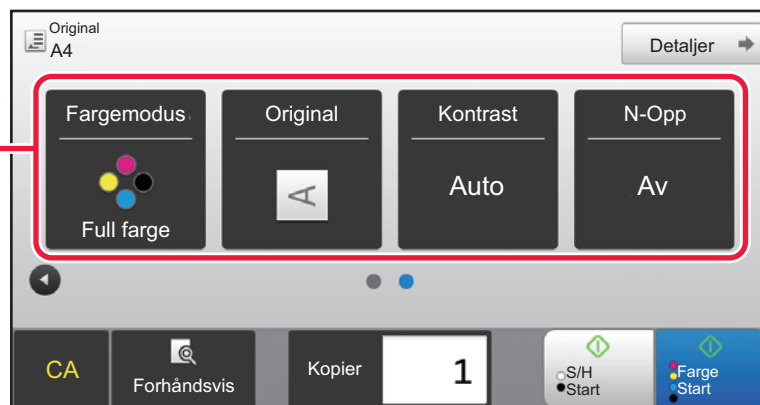 Original
A4
Detaljer
Fargemodus
Original
Kontrast
N-Opp
A
Auto
Av
Full farge
CA
Forhåndsvis
Kopier
1
S/H
Start
Farge
Start